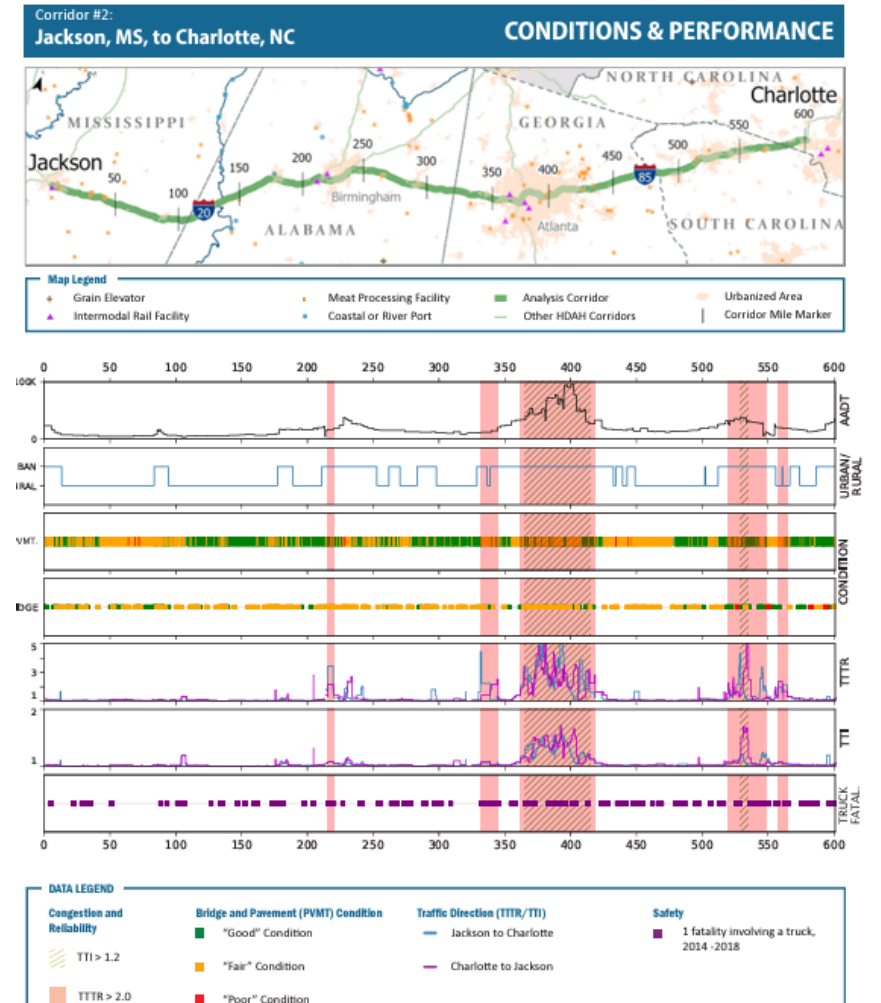 Corridor #2:
Jackson, MS, to Charlotte, NC
CONDITIONS & PERFORMANCE
NORTH CAROLINA
Charlotte
MISSISSIPPI
GEORGIA
600
550
500
Jackson
250
450
200
300
150
350
400
50
100
85
20
Birmingham
Atlanta
ALABAMA
SOUTH CAROLINA
Map Legend
Grain Elevator
Meat Processing Facility
Analysis Corridor
Urbanized Area
Intermodal Rail Facility
Coastal or River Port
Other HDAH Corridors
Corridor Mile Marker
0 50 100 150 200 250 300 350 400 450 500 550 600
100K
0
AADT
BAN
RAL
URBAN/
RURAL
PVMT.
DGE
CONDITION
5
3
1
TTTR
2
1
TTI
TRUCK
FATAL.
0 50 100 150 200 250 300 350 400 450 500 550 600
DATA LEGEND
Congestion and
Reliability
TTI > 1.2
TTTR > 2.0
Bridge and Pavement (PVMT) Condition
"Good" Condition
"Fair" Condition
"Poor" Condition
Traffic Direction (TTTR/TTI)
Jackson to Charlotte
Charlotte to Jackson
Safety
1 fatality involving a truck,
2014 -2018